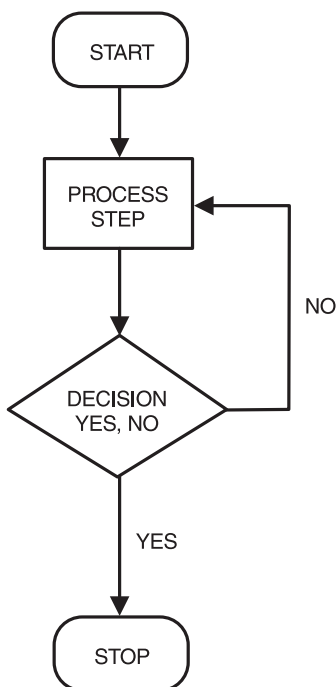 START
PROCESS
STEP
NO
DECISION
YES, NO
YES
STOP